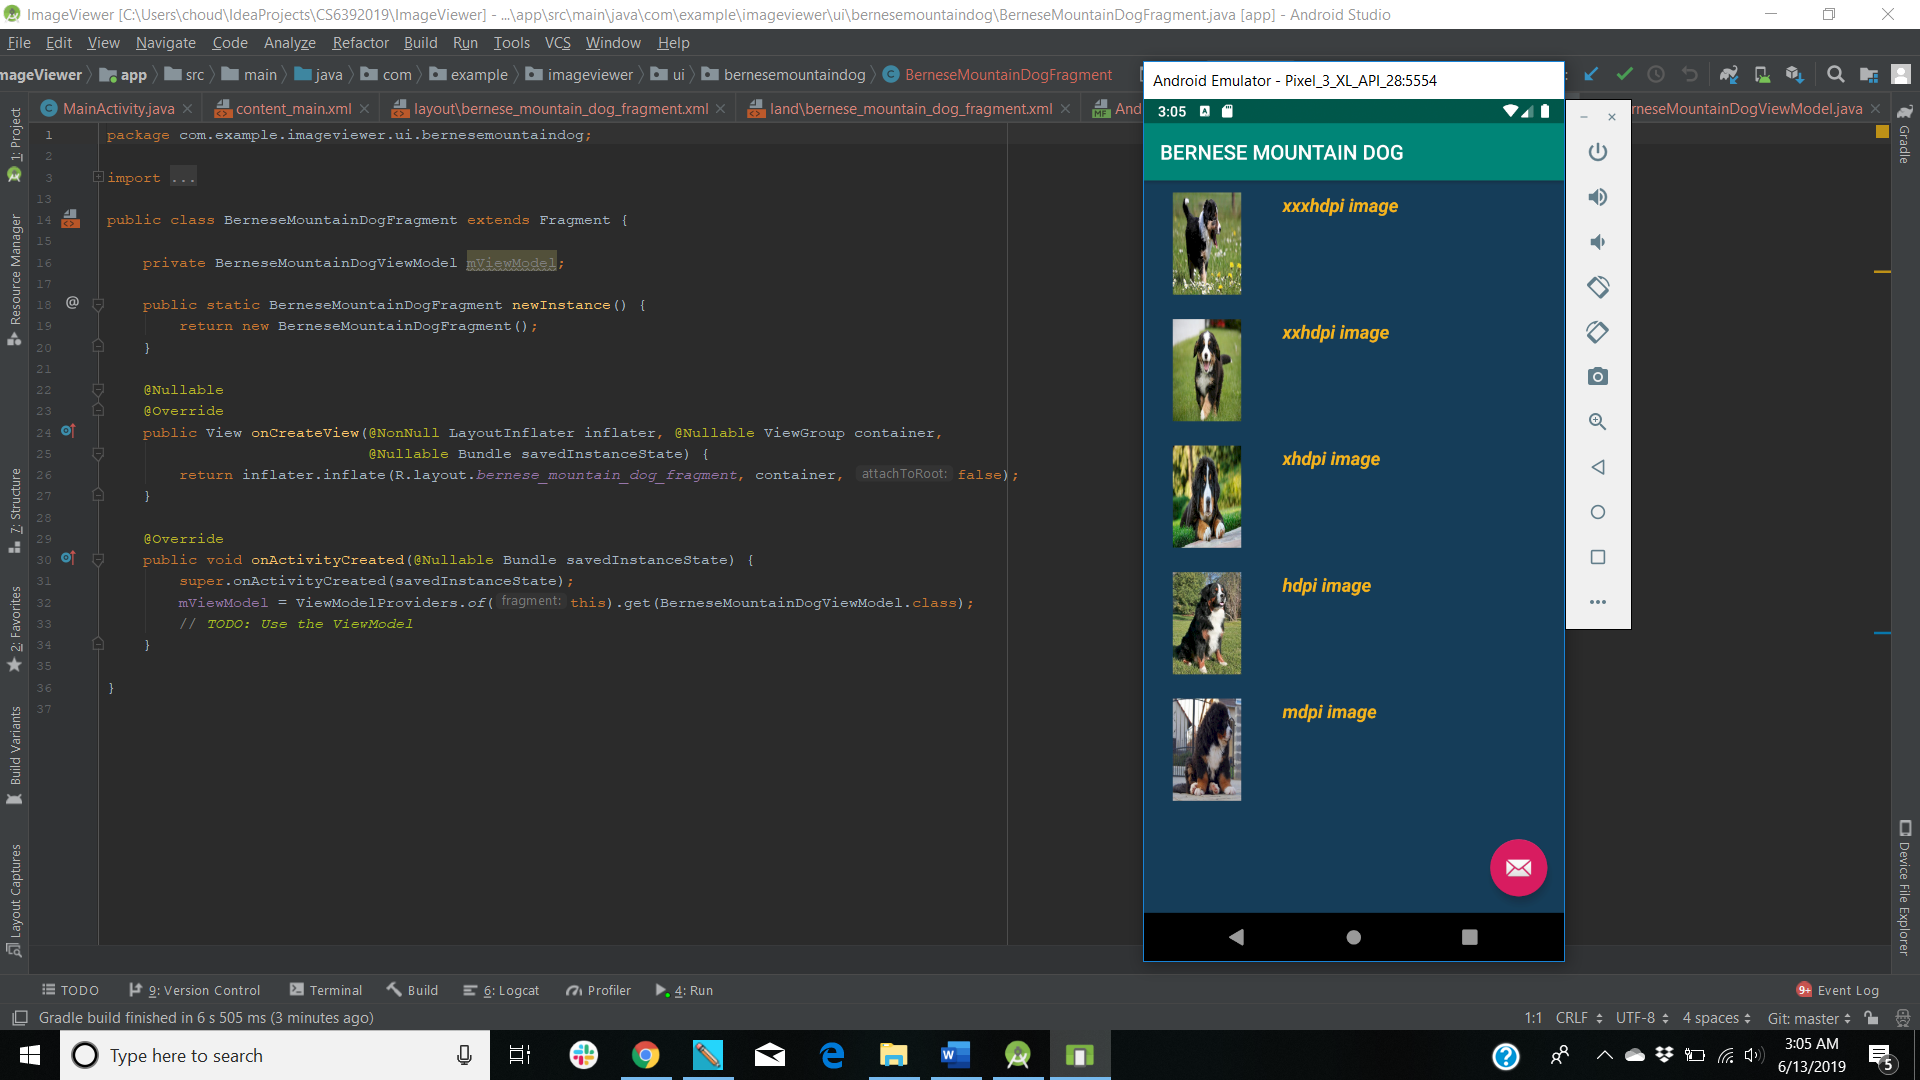 ImageViewer [C:\Users\choud\IdeaProjects\CS6392019\ImageViewer] - ...\app\src\main\java\com\example\imageviewer\ui\bernesemountaindog\BerneseMountainDogFragment.java [app] - Android Studio
File Edit View Navigate Code Analyze Refactor Build Run Tools VCS Window Help
mageViewer app src main java com example imageviewer ui bernesemountaindog BerneseMountainDogFragment
MainActivity.java content_main.xml layout\bernese_mountain_dog_fragment.xml land\bernese_mountain_dog_fragment.xml And erneseMountainDogViewModel.java
1 package com.example.imageviewer.ui.bernesemountaindog;
2
3 import ...
13
14 public class BerneseMountainDogFragment extends Fragment {
15
16 private BerneseMountainDogViewModel mViewModel;
17
18 @ public static BerneseMountainDogFragment newInstance() {
19 return new BerneseMountainDogFragment();
20 }
21
22 @Nullable
23 @Override
24 public View onCreateView(@NonNull LayoutInflater inflater, @Nullable ViewGroup container,
25 @Nullable Bundle savedInstanceState) {
26 return inflater.inflate(R.layout.bernese_mountain_dog_fragment, container, attachToRoot: false);
27 }
28
29 @Override
30 public void onActivityCreated(@Nullable Bundle savedInstanceState) {
31 super.onActivityCreated(savedInstanceState);
32 mViewModel = ViewModelProviders.of( fragment: this).get(BerneseMountainDogViewModel.class);
33 // TODO: Use the ViewModel
34 }
35
36 }
37
1: Project
Resource Manager
7: Structure
2: Favorites
Build Variants
Layout Captures
Android Emulator - Pixel_3_XL_API_28:5554
3:05
BERNESE MOUNTAIN DOG
xxxhdpi image
xxhdpi image
xhdpi image
hdpi image
mdpi image
Gradle
Device File Explorer
TODO 9: Version Control Terminal Build 6: Logcat Profiler 4: Run 9+ Event Log
Gradle build finished in 6 s 505 ms (3 minutes ago) 1:1 CRLF UTF-8 4 spaces Git: master
Type here to search
3:05 AM
6/13/2019
5